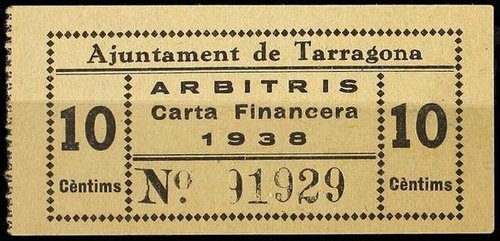 Ajuntament de Tarragona
ARBITRIS
Carta Financera
1938
10
Cèntims
10
Cèntims
Nº 91929